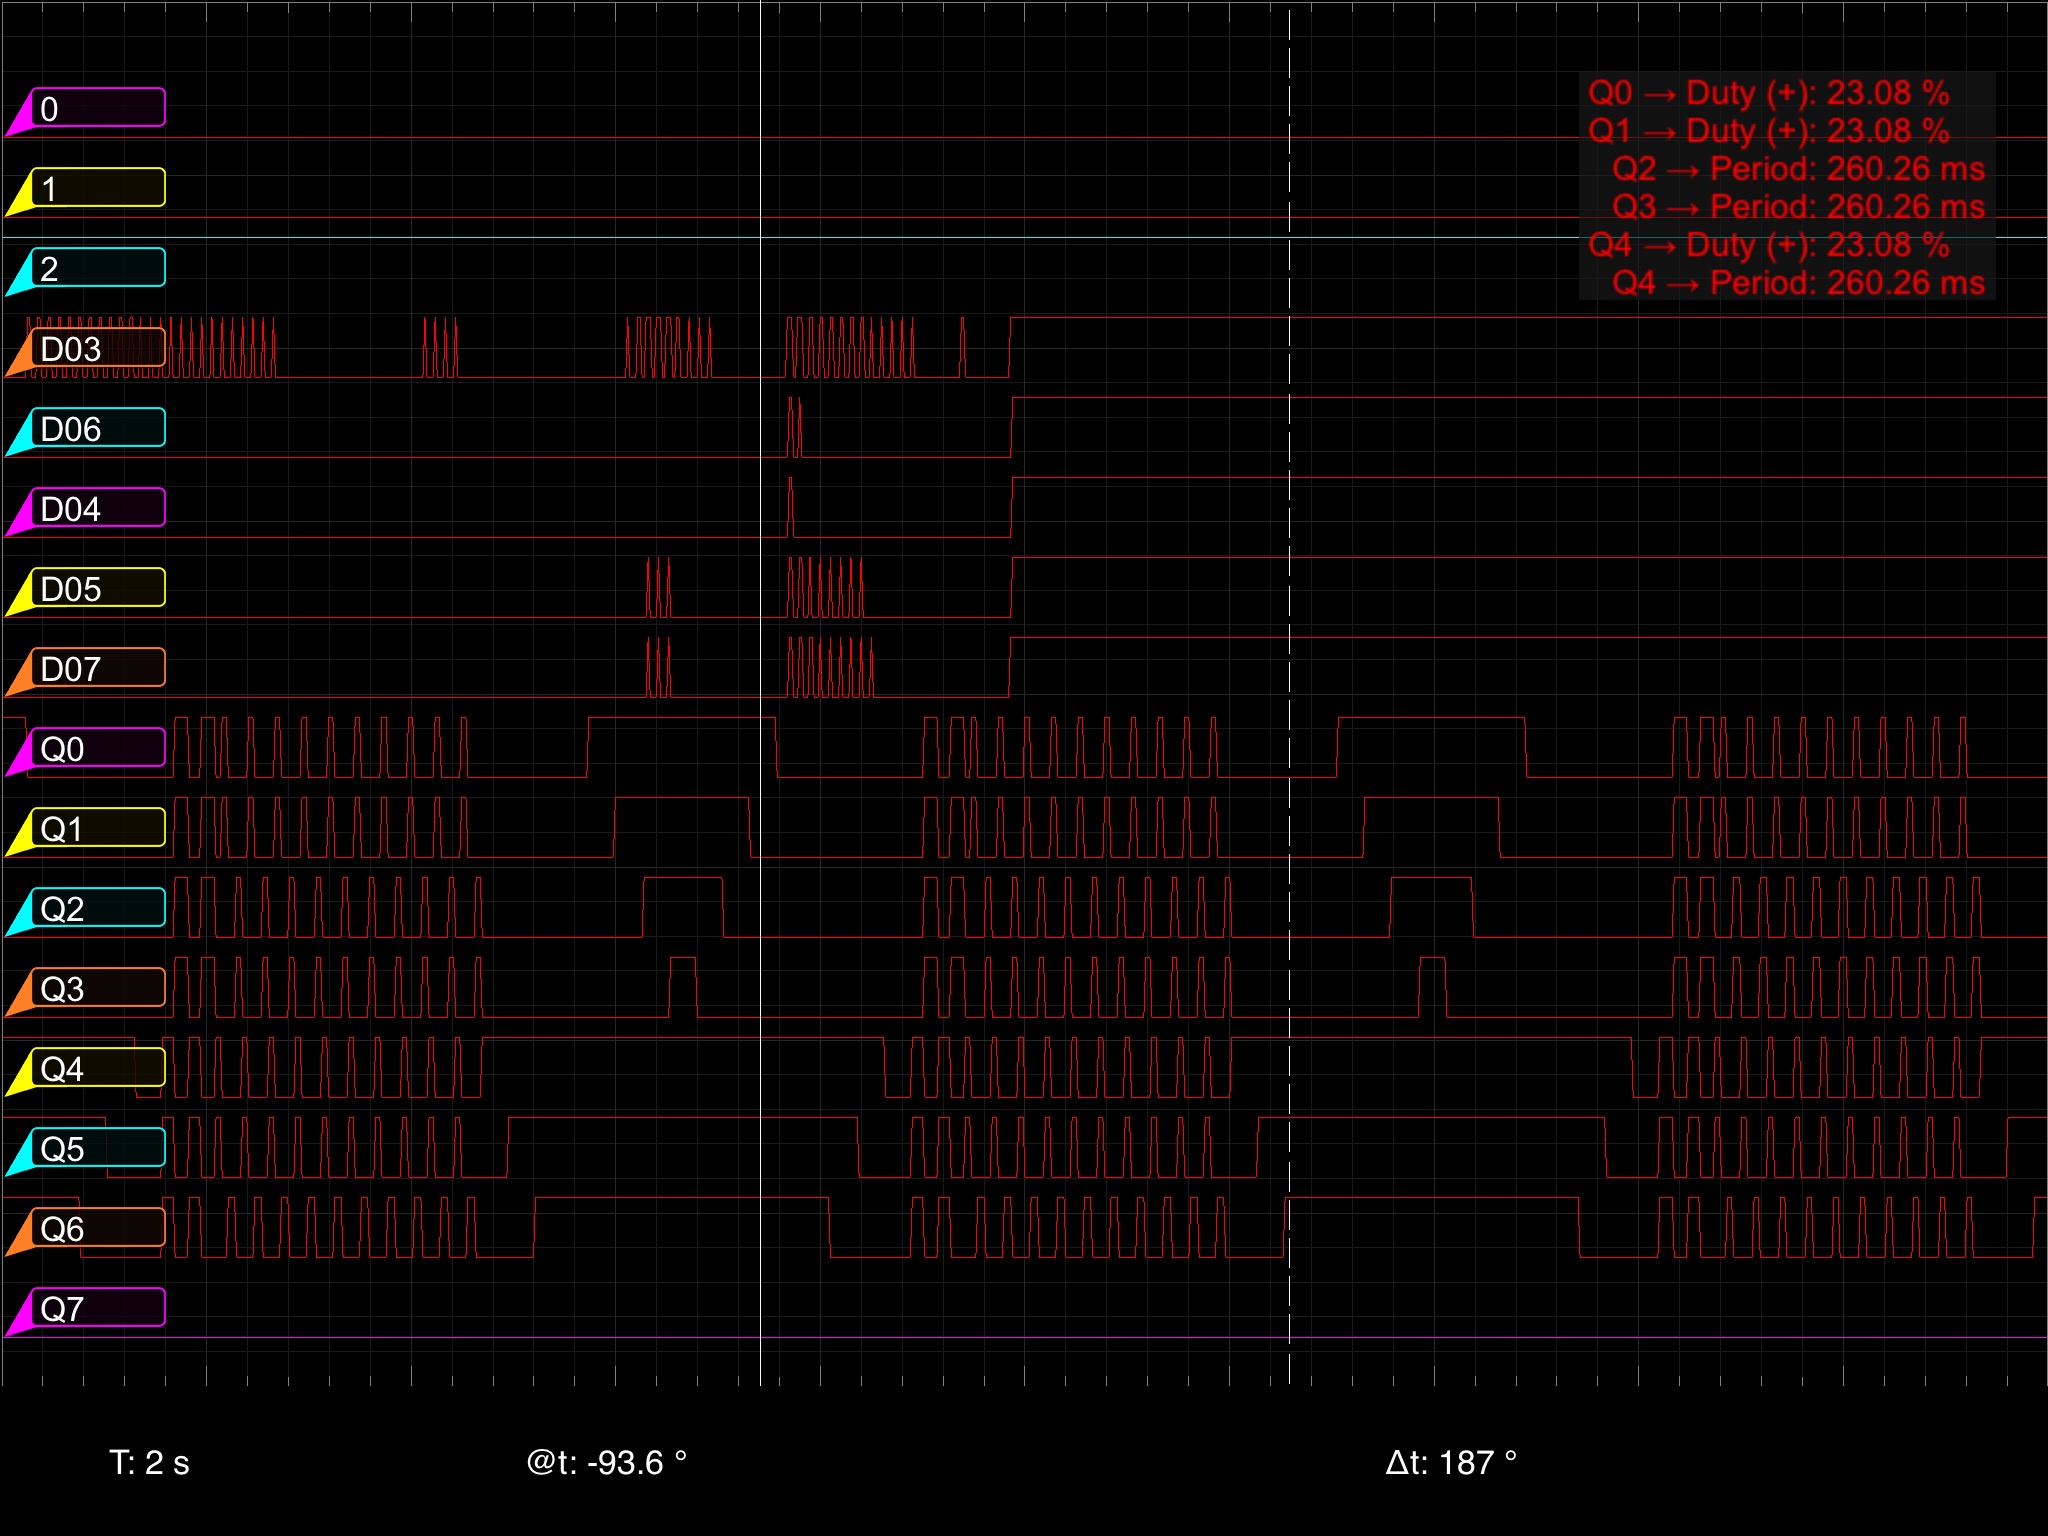 0
1
2
D03
D06
D04
D05
D07
Q0
Q1
Q2
Q3
Q4
Q5
Q6
Q7
Q0 → Duty (+): 23.08 %
Q1 → Duty (+): 23.08 %
Q2 → Period: 260.26 ms
Q3 → Period: 260.26 ms
Q4 → Duty (+): 23.08 %
Q4 → Period: 260.26 ms
T: 2 s
@t: -93.6 °
Δt: 187 °